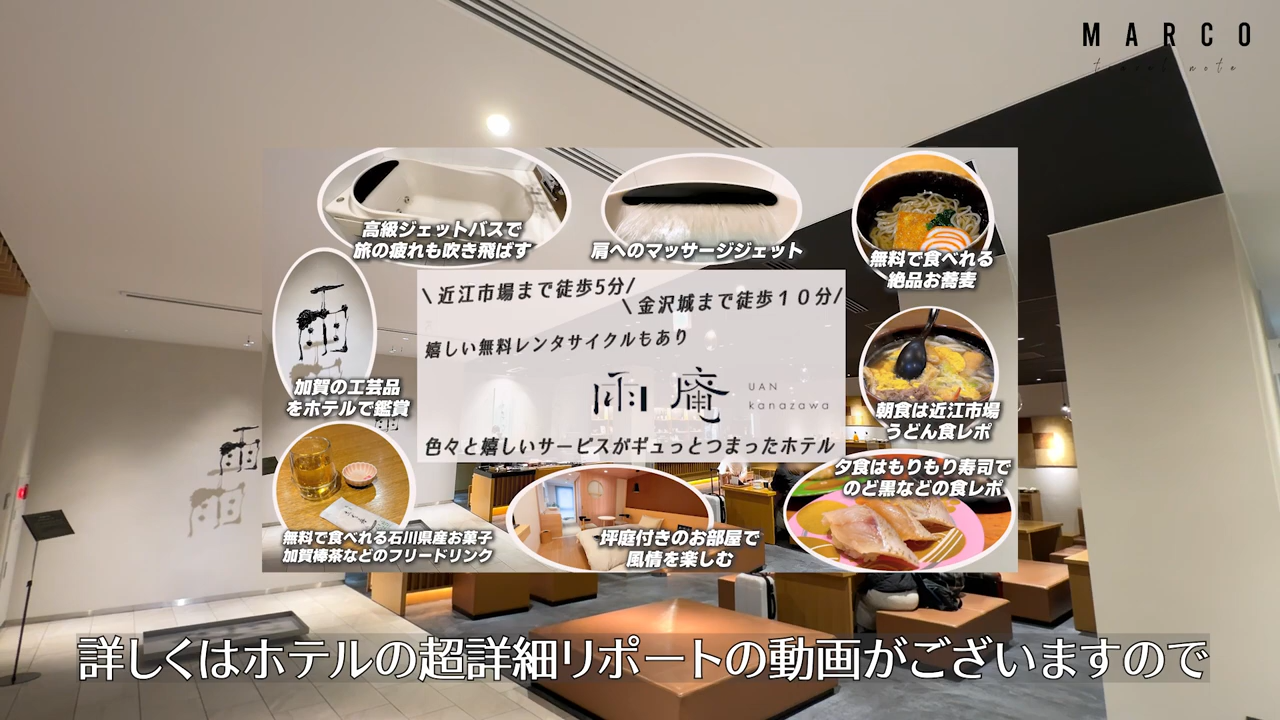 MARCO
travel note
高級ジェットバスで
旅の疲れも吹き飛ばす
肩へのマッサージジェット
無料で食べれる
絶品お蕎麦
\近江市場まで徒歩5分/
\金沢城まで徒歩10分/
嬉しい無料レンタサイクルもあり
雨
加賀の工芸品
をホテルで鑑賞
雨庵
UAN
kanazawa
朝食は近江市場
うどん食レポ
色々と嬉しいサービスがギュっとつまったホテル
夕食はもりもり寿司で
のど黒などの食レポ
無料で食べれる石川県産お菓子
加賀棒茶などのフリードリンク
坪庭付きのお部屋で
風情を楽しむ
雨
詳しくはホテルの超詳細リポートの動画がございますので